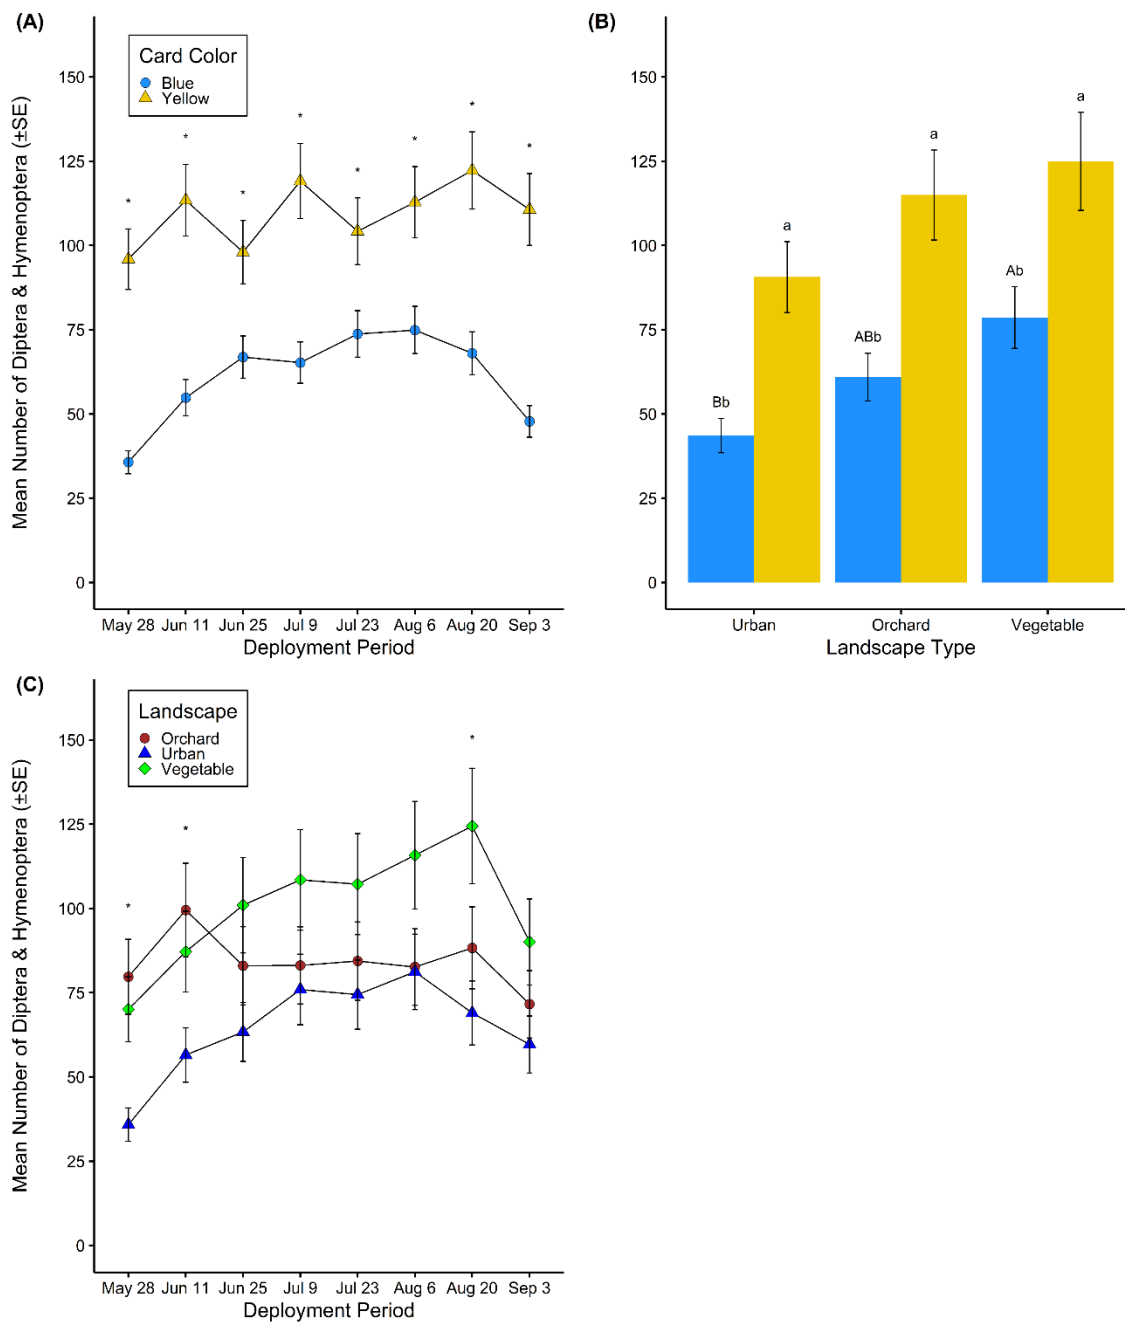 (A)
Mean Number of Diptera & Hymenoptera (±SE)
Card Color
Blue
Yellow
150
125
100
75
50
25
0
* * * * * * * *
May 28 Jun 11 Jun 25 Jul 9 Jul 23 Aug 6 Aug 20 Sep 3
Deployment Period
(B)
150
125
100
75
50
25
0
Bb a ABb a Ab a
Urban Orchard Vegetable
Landscape Type
(C)
Mean Number of Diptera & Hymenoptera (±SE)
Landscape
Orchard
Urban
Vegetable
150
125
100
75
50
25
0
* * *
May 28 Jun 11 Jun 25 Jul 9 Jul 23 Aug 6 Aug 20 Sep 3
Deployment Period